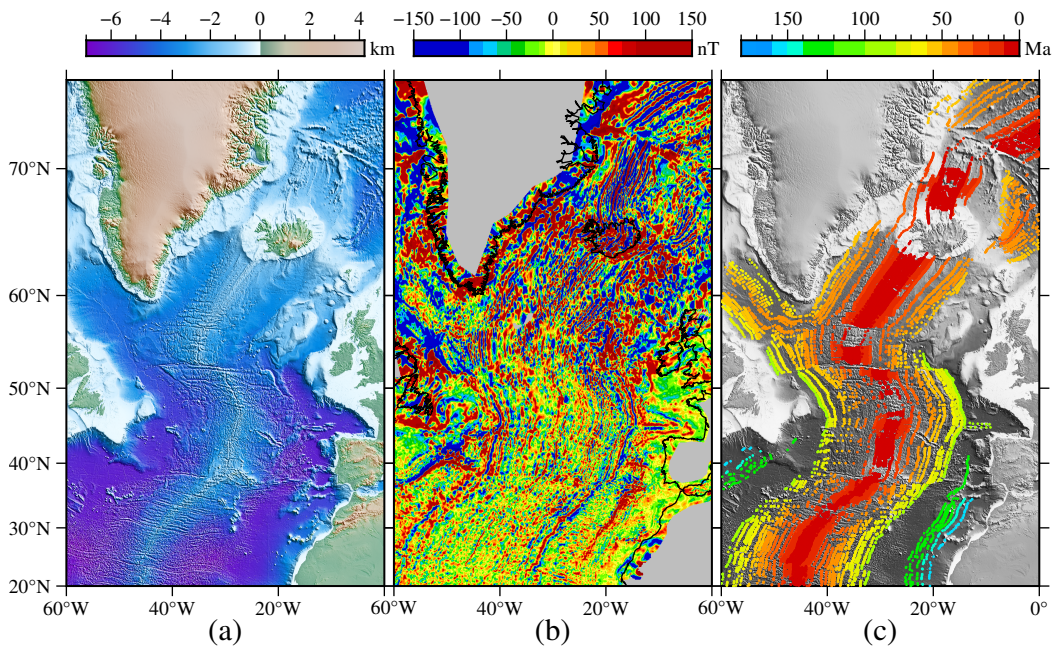 −6 −4 −2 0 2 4 km
−150 −100 −50 0 50 100 150 nT
150 100 50 0 Ma
70°N
60°N
50°N
40°N
30°N
20°N
60°W 40°W 20°W 60°W 40°W 20°W 60°W 40°W 20°W 0°
(a) (b) (c)